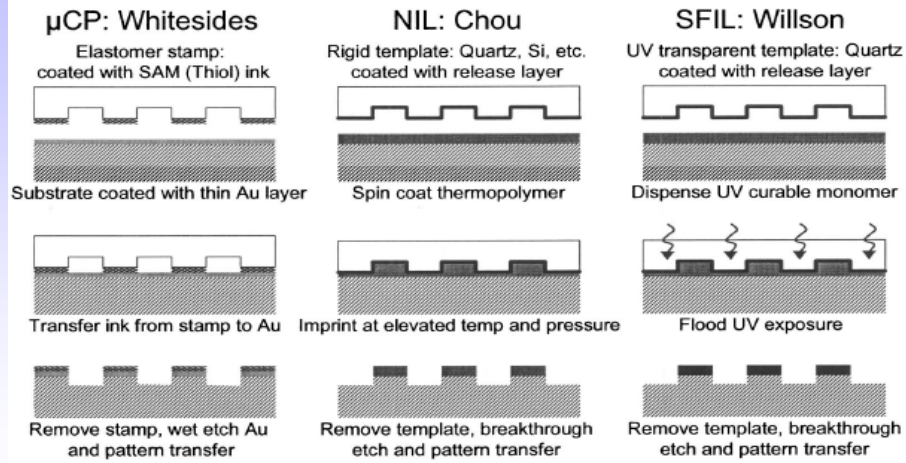 µCP: Whitesides
Elastomer stamp:
coated with SAM (Thiol) ink
Substrate coated with thin Au layer
Transfer ink from stamp to Au
Remove stamp, wet etch Au
and pattern transfer
NIL: Chou
Rigid template: Quartz, Si, etc.
coated with release layer
Spin coat thermopolymer
Imprint at elevated temp and pressure
Remove template, breakthrough
etch and pattern transfer
SFIL: Willson
UV transparent template: Quartz
coated with release layer
Dispense UV curable monomer
Flood UV exposure
Remove template, breakthrough
etch and pattern transfer